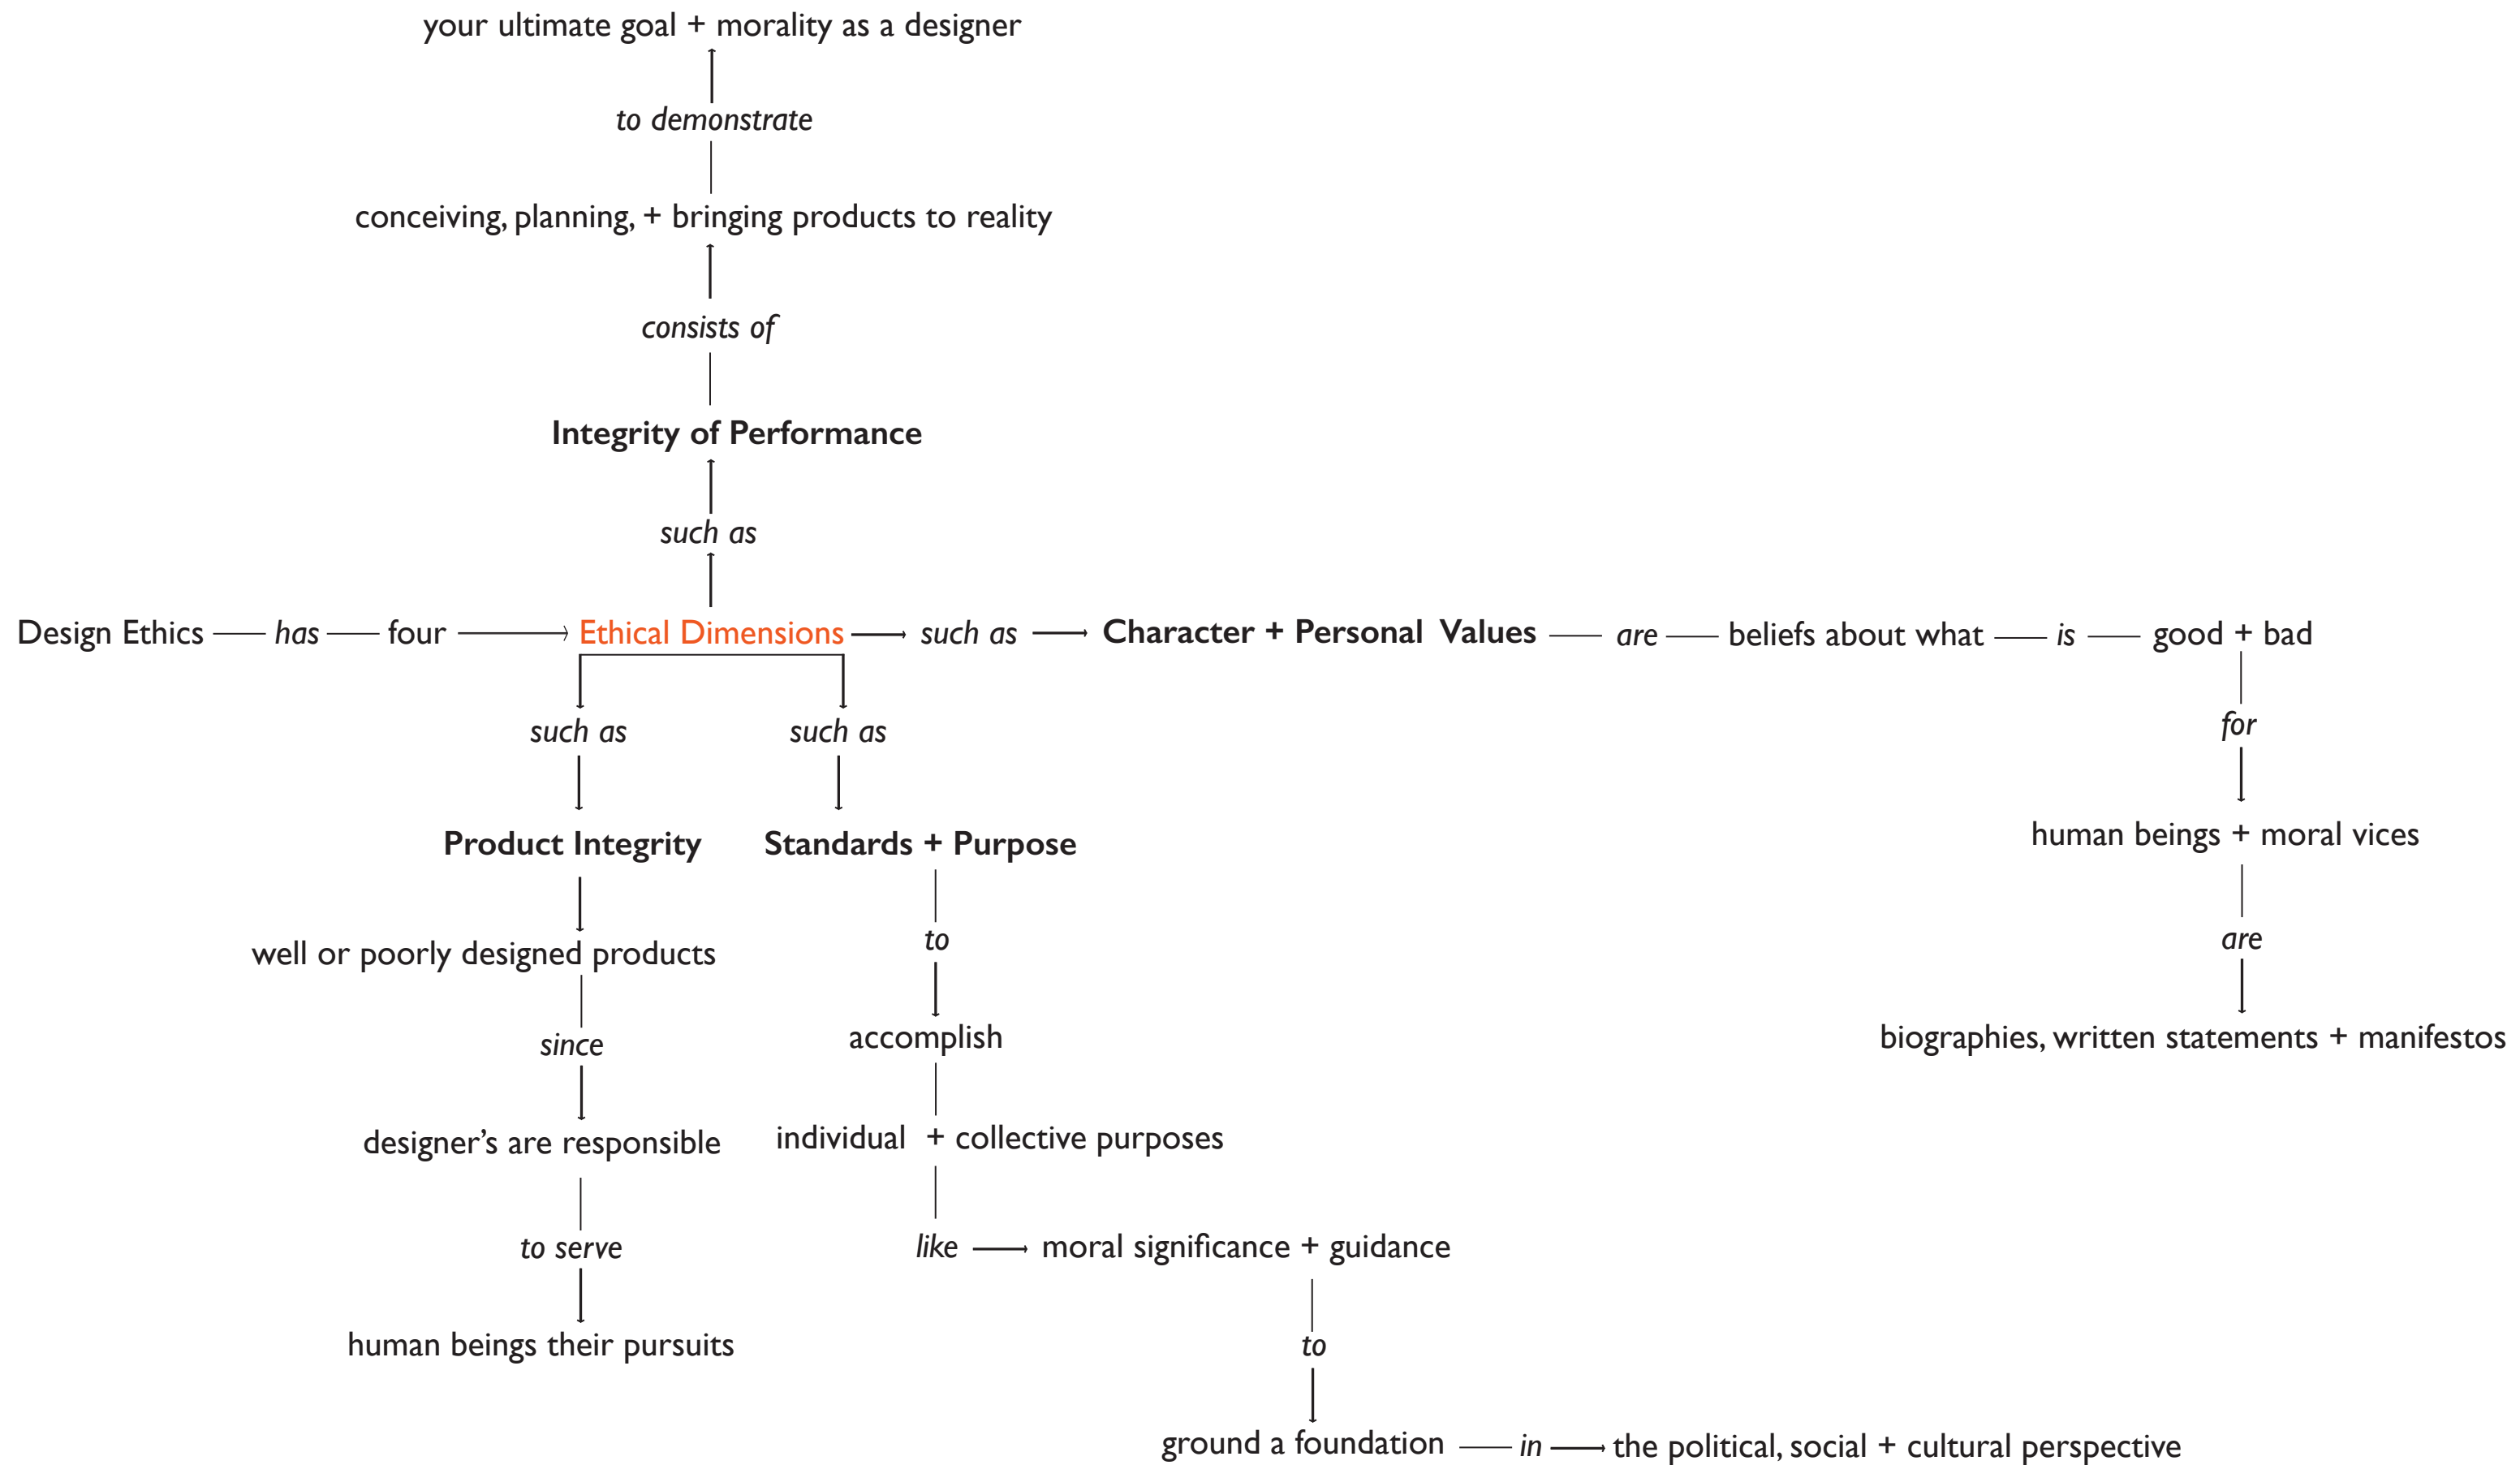 your ultimate goal + morality as a designer
to demonstrate
conceiving, planning, + bringing products to reality
consists of
Integrity of Performance
such as
Design Ethics has four Ethical Dimensions such as Character + Personal Values are beliefs about what is good + bad
such as such as for
Product Integrity Standards + Purpose human beings + moral vices
well or poorly designed products to are
since accomplish biographies, written statements + manifestos
designer's are responsible individual + collective purposes
to serve like moral significance + guidance
human beings their pursuits to
ground a foundation in the political, social + cultural perspective